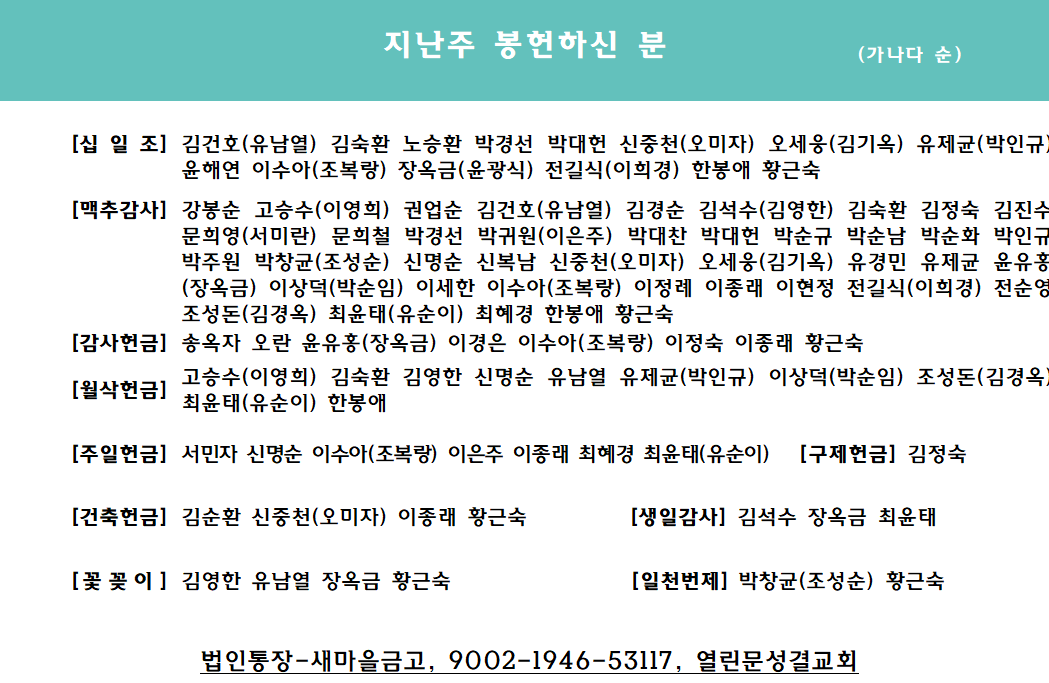 지난주 봉헌하신 분
(가나다 순)
[십 일 조] 김건호(유남열) 김숙환 노승환 박경선 박대헌 신중천(오미자) 오세웅(김기옥) 유제균(박인규)
윤해연 이수아(조복랑) 장옥금(윤광식) 전길식(이희경) 한봉애 황근숙
[맥추감사] 강봉순 고승수(이영희) 권업순 김건호(유남열) 김경순 김석수(김영한) 김숙환 김정숙 김진수
문희영(서미란) 문희철 박경선 박귀원(이은주) 박대찬 박대헌 박순규 박순남 박순화 박인규
박주원 박창균(조성순) 신명순 신복남 신중천(오미자) 오세웅(김기옥) 유경민 유제균 윤유홍
(장옥금) 이상덕(박순임) 이세한 이수아(조복랑) 이정례 이종래 이현정 전길식(이희경) 전순영
조성돈(김경옥) 최윤태(유순이) 최혜경 한봉애 황근숙
[감사헌금] 송옥자 오란 윤유홍(장옥금) 이경은 이수아(조복랑) 이정숙 이종래 황근숙
[월삭헌금] 고승수(이영희) 김숙환 김영한 신명순 유남열 유제균(박인규) 이상덕(박순임) 조성돈(김경옥)
최윤태(유순이) 한봉애
[주일헌금] 서민자 신명순 이수아(조복랑) 이은주 이종래 최혜경 최윤태(유순이) [구제헌금] 김정숙
[건축헌금] 김순환 신중천(오미자) 이종래 황근숙 [생일감사] 김석수 장옥금 최윤태
[꽃 꽂 이] 김영한 유남열 장옥금 황근숙 [일천번제] 박창균(조성순) 황근숙
법인통장-새마을금고, 9002-1946-53117, 열린문성결교회